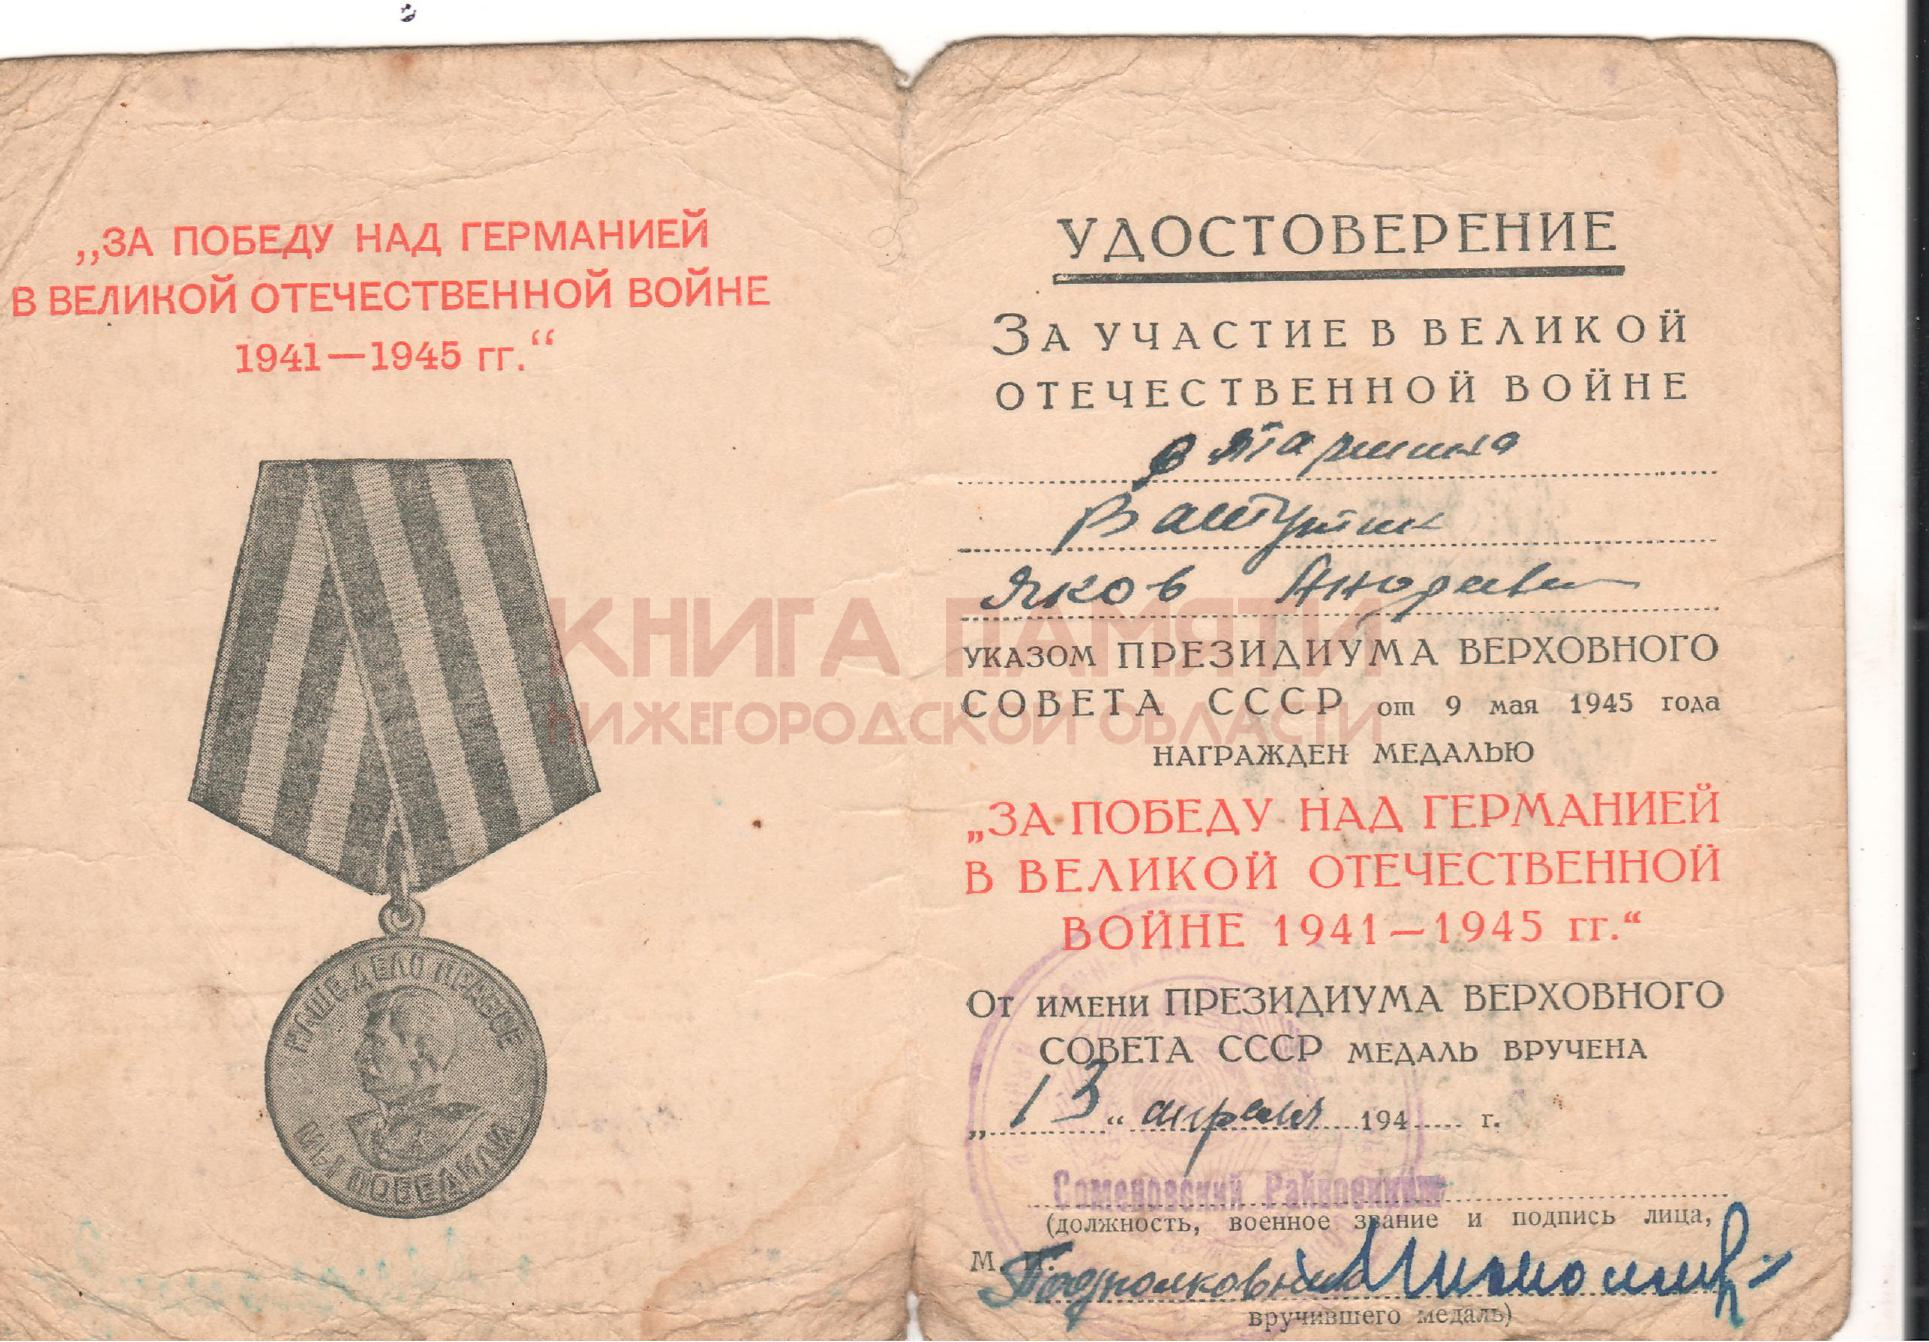 „ЗА ПОБЕДУ НАД ГЕРМАНИЕЙ
В ВЕЛИКОЙ ОТЕЧЕСТВЕННОЙ ВОЙНЕ
1941—1945 гг.“
НАШЕ ДЕЛО ПРАВОЕ
МЫ ПОБЕДИЛИ
УДОСТОВЕРЕНИЕ
ЗА УЧАСТИЕ В ВЕЛИКОЙ
ОТЕЧЕСТВЕННОЙ ВОЙНЕ
старшина
Яков
УКАЗОМ ПРЕЗИДИУМА ВЕРХОВНОГО
СОВЕТА СССР от 9 мая 1945 года
НАГРАЖДЕН МЕДАЛЬЮ
„ЗА ПОБЕДУ НАД ГЕРМАНИЕЙ
В ВЕЛИКОЙ ОТЕЧЕСТВЕННОЙ
ВОЙНЕ 1941—1945 гг.“
ОТ ИМЕНИ ПРЕЗИДИУМА ВЕРХОВНОГО
СОВЕТА СССР МЕДАЛЬ ВРУЧЕНА
„13“ апреля 194 г.
Райвоенком
(должность, военное звание и подпись лица,
М. П. Подполковник
вручившего медаль)
КНИГА ПАМЯТИ
НИЖЕГОРОДСКОЙ ОБЛАСТИ